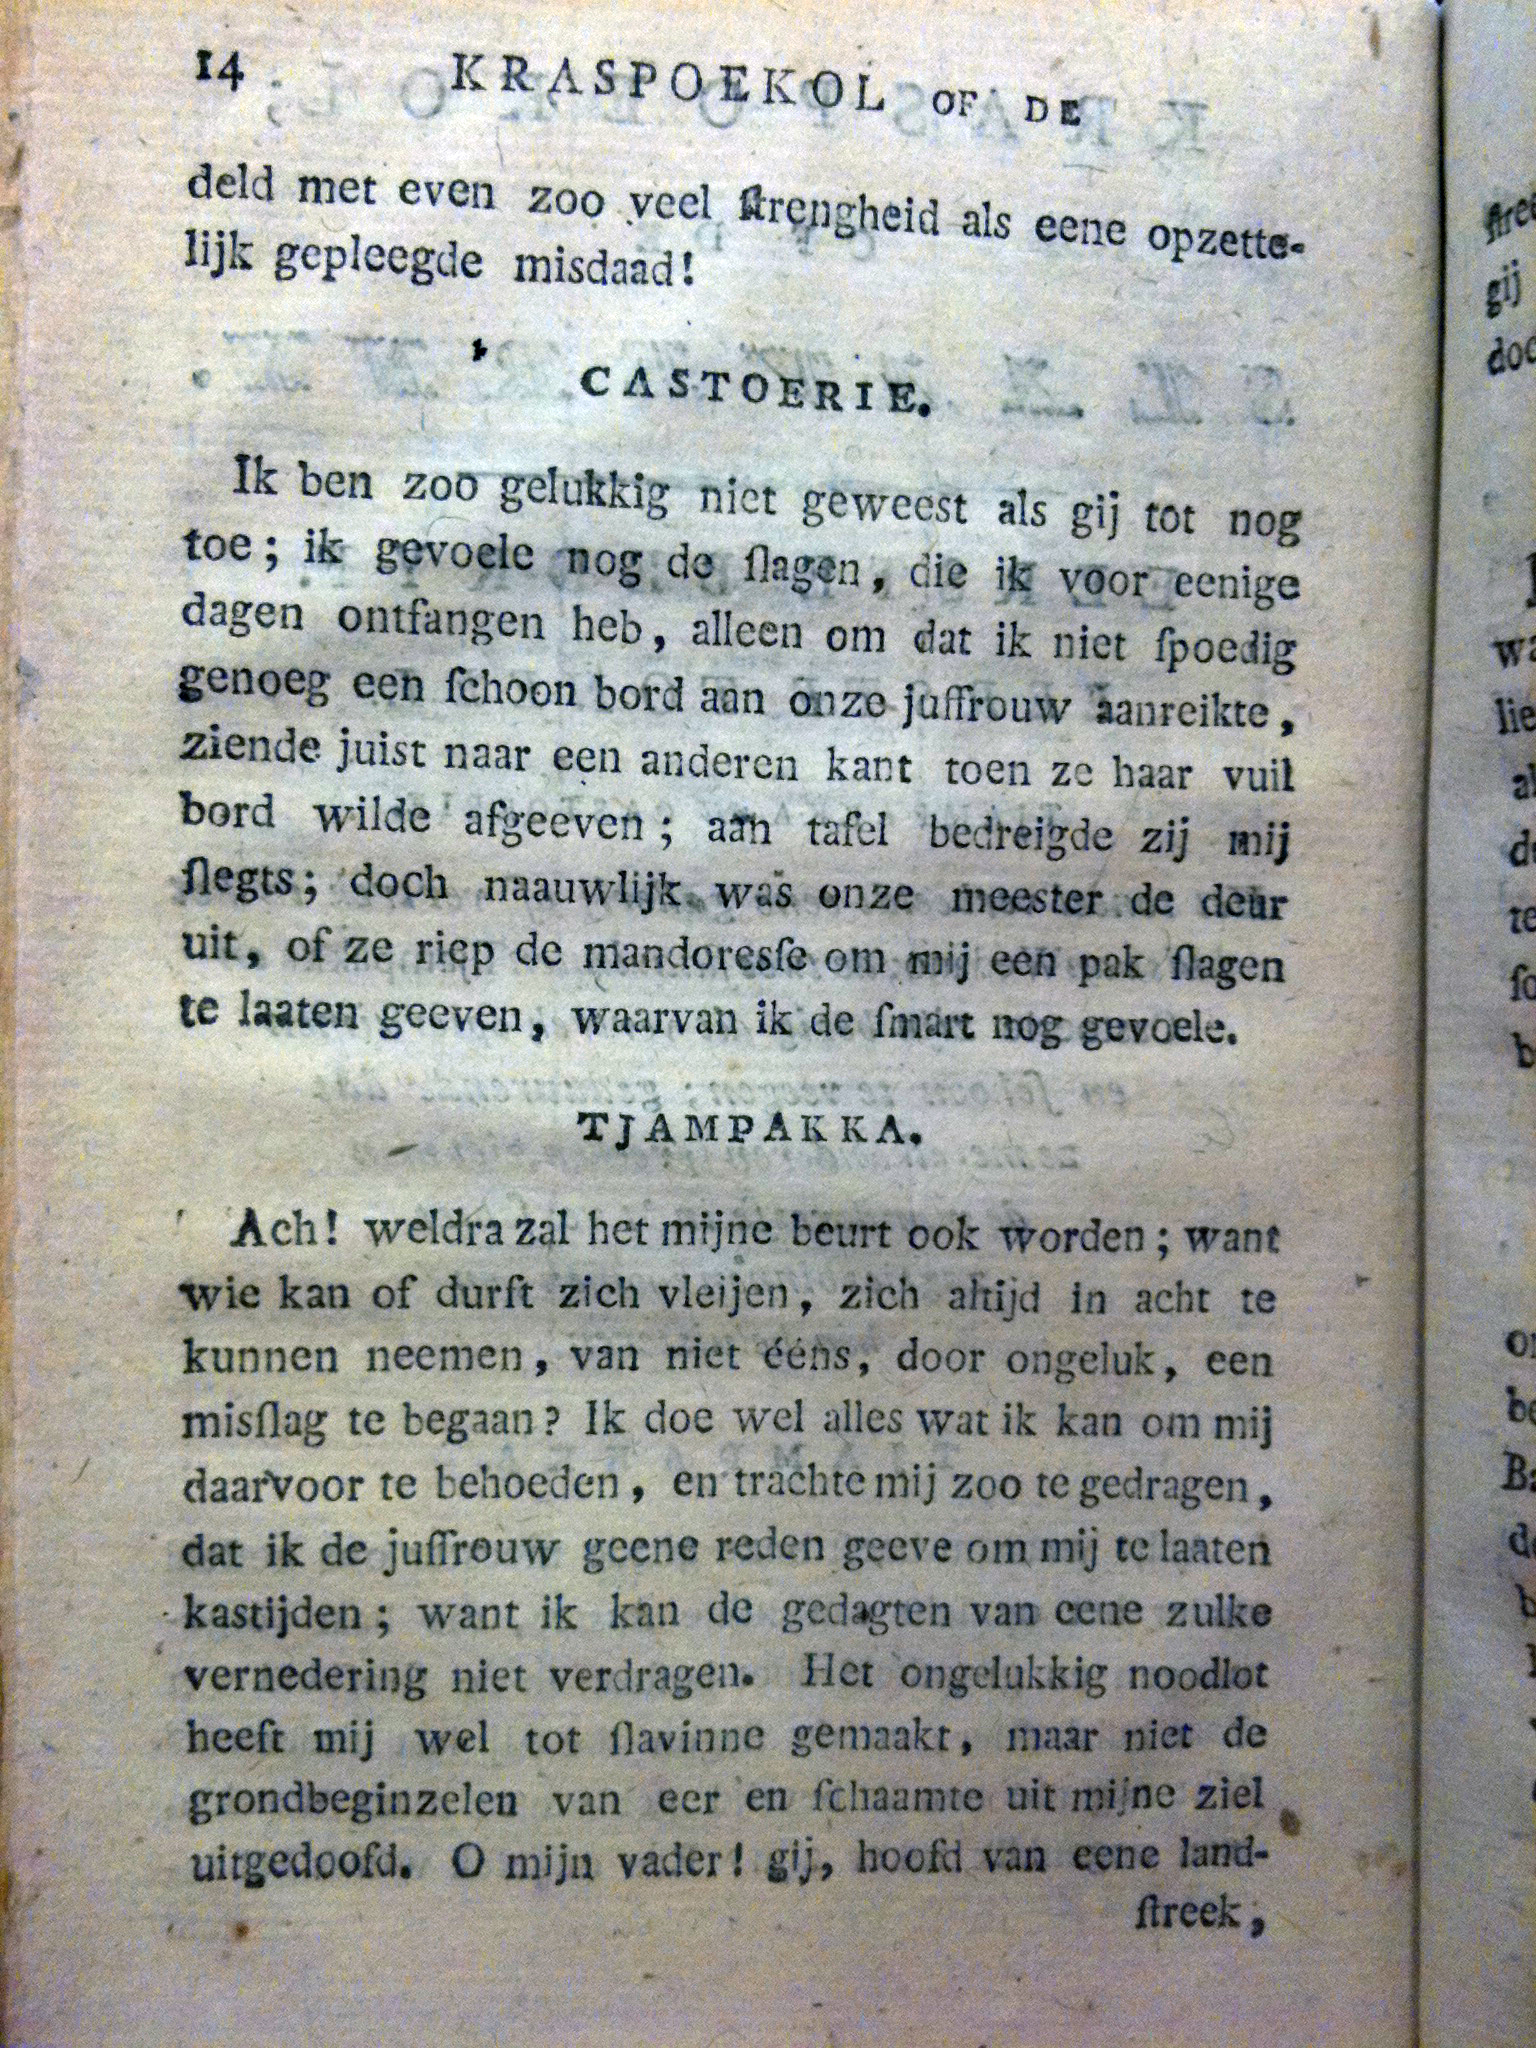 14 KRASPOEKOL OF DE
deld met even zoo veel ſtrengheid als eene opzette-
lijk gepleegde misdaad!
CASTOERIE.
Ik ben zoo gelukkig niet geweest als gij tot nog
toe; ik gevoele nog de ſlagen, die ik voor eenige
dagen ontfangen heb, alleen om dat ik niet ſpoedig
genoeg een ſchoon bord aan onze juffrouw aanreikte,
ziende juist naar een anderen kant toen ze haar vuil
bord wilde afgeeven; aan tafel bedreigde zij mij
ſlegts; doch naauwlijk was onze meester de deur
uit, of ze riep de mandoresſe om mij een pak ſlagen
te laaten geeven, waarvan ik de ſmart nog gevoele.
TJAMPAKKA.
Ach! weldra zal het mijne beurt ook worden; want
wie kan of durft zich vleijen, zich altijd in acht te
kunnen neemen, van niet ééns, door ongeluk, een
misſlag te begaan? Ik doe wel alles wat ik kan om mij
daarvoor te behoeden, en trachte mij zoo te gedragen,
dat ik de juffrouw geene reden geeve om mij te laaten
kastijden; want ik kan de gedagten van eene zulke
vernedering niet verdragen. Het ongelukkig noodlot
heeft mij wel tot ſlavinne gemaakt, maar niet de
grondbeginzelen van eer en ſchaamte uit mijne ziel
uitgedoofd. O mijn vader! gij, hoofd van eene land-
ſtreek,